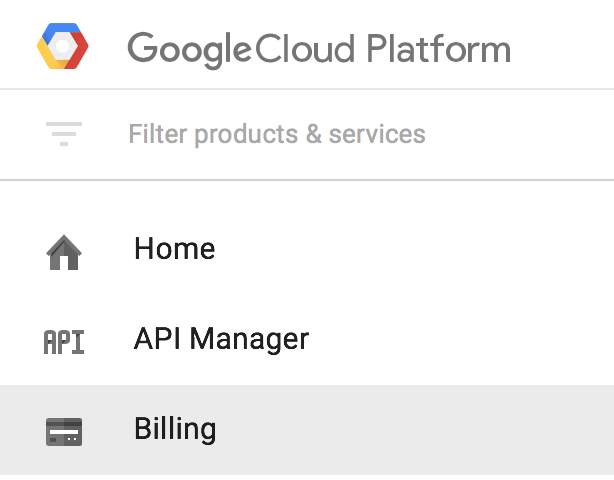 Google Cloud Platform
Filter products & services
Home
API
API Manager
Billing